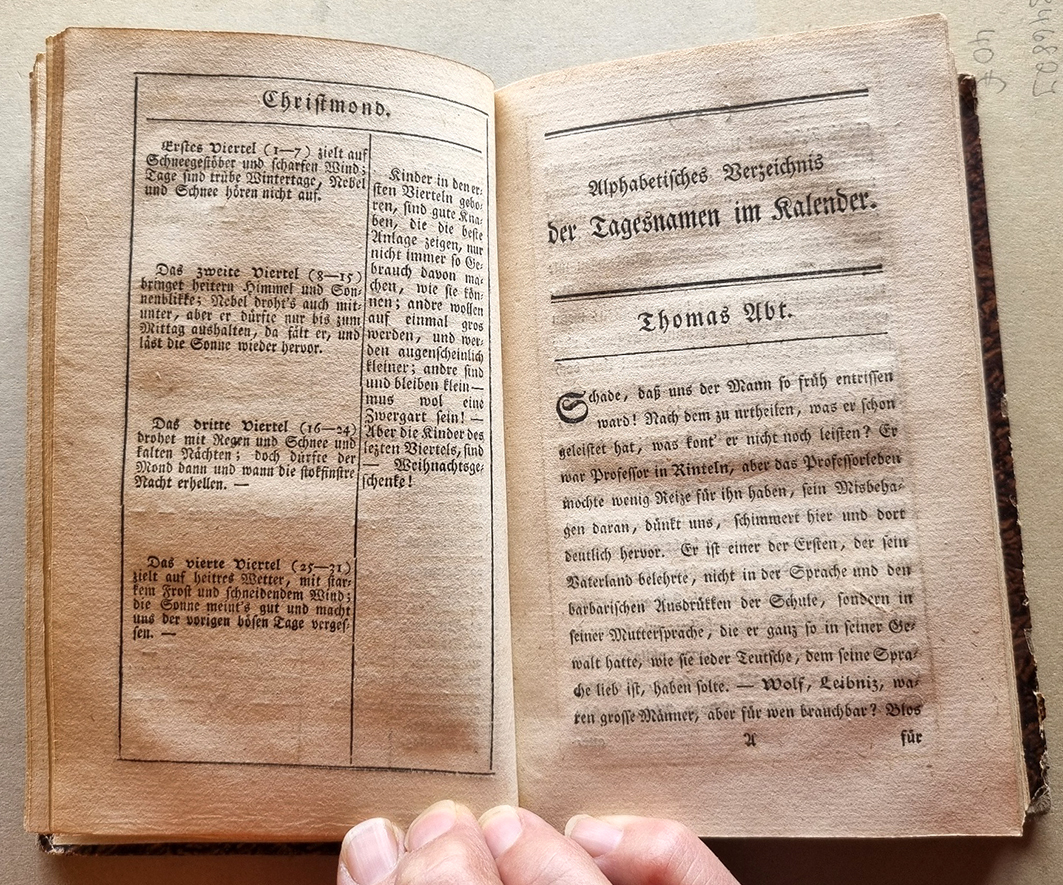 Christmond.
Erstes Viertel (1—7) zielt auf
Schneegestöber und scharfen Wind;
Tage sind trübe Wintertage, Nebel
und Schnee hören nicht auf.
Das zweite Viertel (8—15)
bringet heitern Himmel und Son-
nenblikke; Nebel droht's auch mit-
unter, aber er dürfte nur bis zum
Mittag aushalten, da fält er, und
läst die Sonne wieder hervor.
Das dritte Viertel (16—24)
drohet mit Regen und Schnee und
kalten Nächten; doch dürfte der
Mond dann und wann die stokfinstre
Nacht erhellen. —
Das vierte Viertel (25—31)
zielt auf heitres Wetter, mit star-
kem Frost und schneidendem Wind;
die Sonne meint's gut und macht
uns der vorigen bösen Tage verges-
sen. —
Kinder in den er-
sten Vierteln gebo-
ren, sind gute Kna-
ben, die die beste
Anlage zeigen, nur
nicht immer so Ge-
brauch davon ma-
chen, wie sie kön-
nen; andre wollen
auf einmal gros
werden, und wer-
den augenscheinlich
kleiner; andre sind
und bleiben klein —
mus wol eine
Zwergart sein! —
Aber die Kinder des
lezten Viertels, sind
— Weihnachtsge-
schenke!
Alphabetisches Verzeichnis
der Tagesnamen im Kalender.
Thomas Abt.
Schade, daß uns der Mann so früh entrissen
ward! Nach dem zu urtheilen, was er schon
geleistet hat, was kont' er nicht noch leisten? Er
war Professor in Rinteln, aber das Professorleben
mochte wenig Reize für ihn haben, sein Misbeha-
gen daran, dünkt uns, schimmert hier und dort
deutlich hervor. Er ist einer der Ersten, der sein
Vaterland belehrte, nicht in der Sprache und den
barbarischen Ausdrükken der Schule, sondern in
seiner Muttersprache, die er ganz so in seiner Ge-
walt hatte, wie sie ieder Teutsche, dem seine Spra-
che lieb ist, haben solte. — Wolf, Leibniz, wa-
ren grosse Männer, aber für wen brauchbar? Blos
A
für